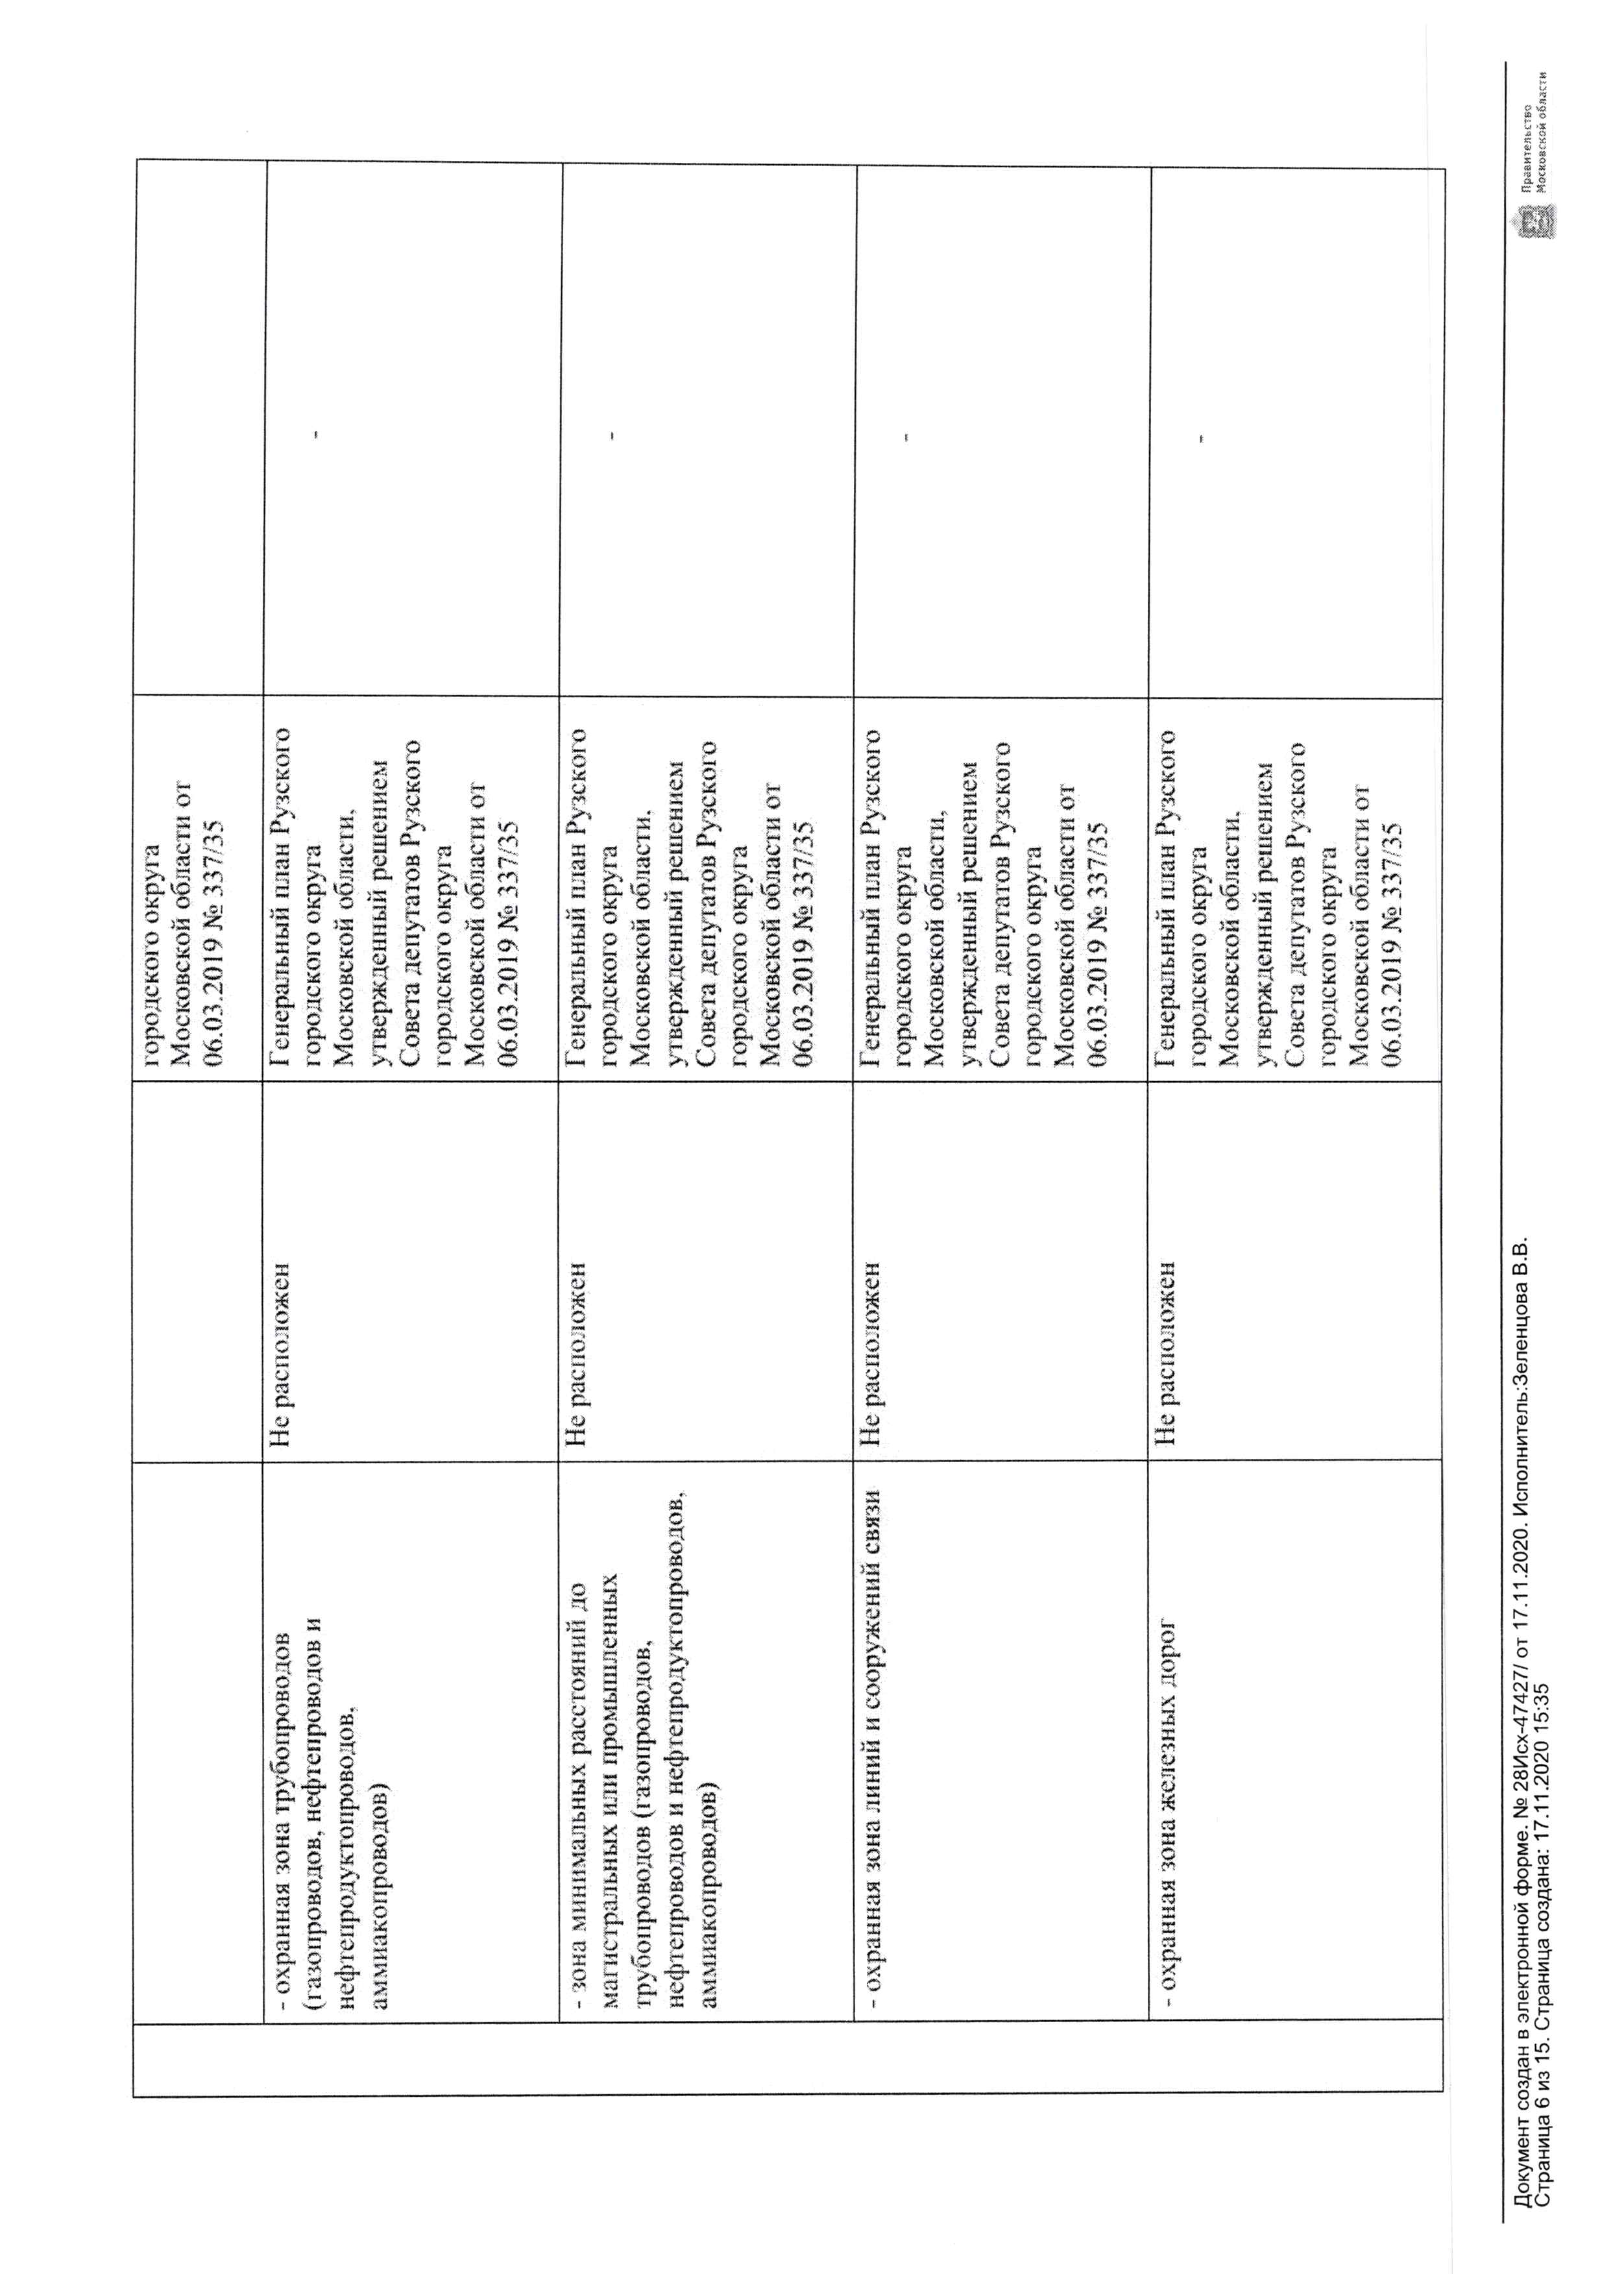 городского округа
Московской области от
06.03.2019 № 337/35
- охранная зона трубопроводов
(газопроводов, нефтепроводов и
нефтепродуктопроводов,
аммиакопроводов)
Не расположен
Генеральный план Рузского
городского округа
Московской области,
утвержденный решением
Совета депутатов Рузского
городского округа
Московской области от
06.03.2019 № 337/35
-
- зона минимальных расстояний до
магистральных или промышленных
трубопроводов (газопроводов,
нефтепроводов и нефтепродуктопроводов,
аммиакопроводов)
Не расположен
Генеральный план Рузского
городского округа
Московской области,
утвержденный решением
Совета депутатов Рузского
городского округа
Московской области от
06.03.2019 № 337/35
-
- охранная зона линий и сооружений связи
Не расположен
Генеральный план Рузского
городского округа
Московской области,
утвержденный решением
Совета депутатов Рузского
городского округа
Московской области от
06.03.2019 № 337/35
-
- охранная зона железных дорог
Не расположен
Генеральный план Рузского
городского округа
Московской области,
утвержденный решением
Совета депутатов Рузского
городского округа
Московской области от
06.03.2019 № 337/35
-
Документ создан в электронной форме. № 28Исх-47427/ от 17.11.2020. Исполнитель:Зеленцова В.В.
Страница 6 из 15. Страница создана: 17.11.2020 15:35
Правительство
Московской области